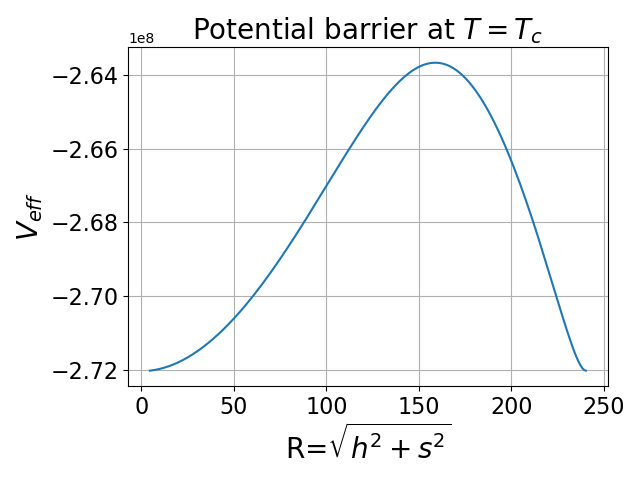 Potential barrier at $T = T_c$
1e8
−2.64
−2.66
−2.68
−2.70
−2.72
$V_{eff}$
0 50 100 150 200 250
R=$\sqrt{h^2 + s^2}$